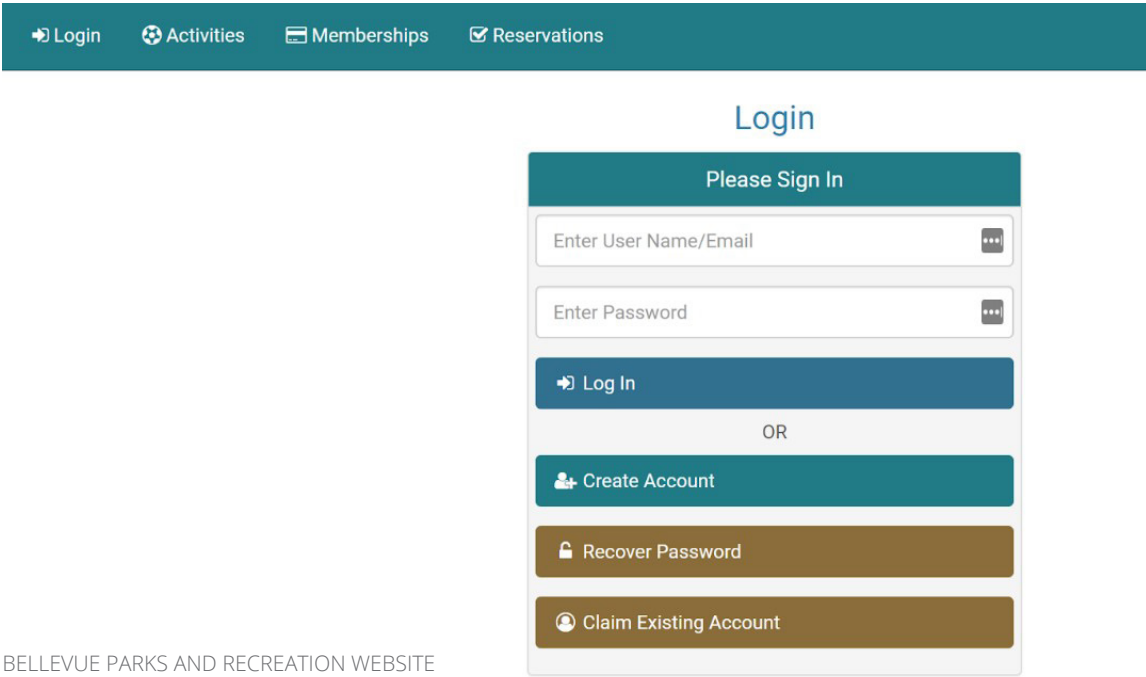 Login Activities Memberships Reservations
Login
Please Sign In
Enter User Name/Email
Enter Password
Log In
OR
Create Account
Recover Password
Claim Existing Account
BELLEVUE PARKS AND RECREATION WEBSITE